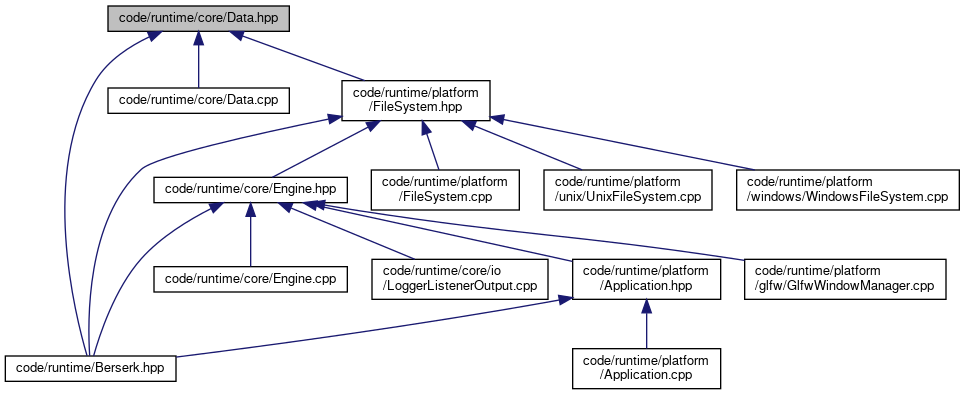 code/runtime/core/Data.hpp
code/runtime/core/Data.cpp
code/runtime/platform
/FileSystem.hpp
code/runtime/core/Engine.hpp
code/runtime/platform
/FileSystem.cpp
code/runtime/platform
/unix/UnixFileSystem.cpp
code/runtime/platform
/windows/WindowsFileSystem.cpp
code/runtime/core/Engine.cpp
code/runtime/core/io
/LoggerListenerOutput.cpp
code/runtime/platform
/Application.hpp
code/runtime/platform
/glfw/GlfwWindowManager.cpp
code/runtime/Berserk.hpp
code/runtime/platform
/Application.cpp